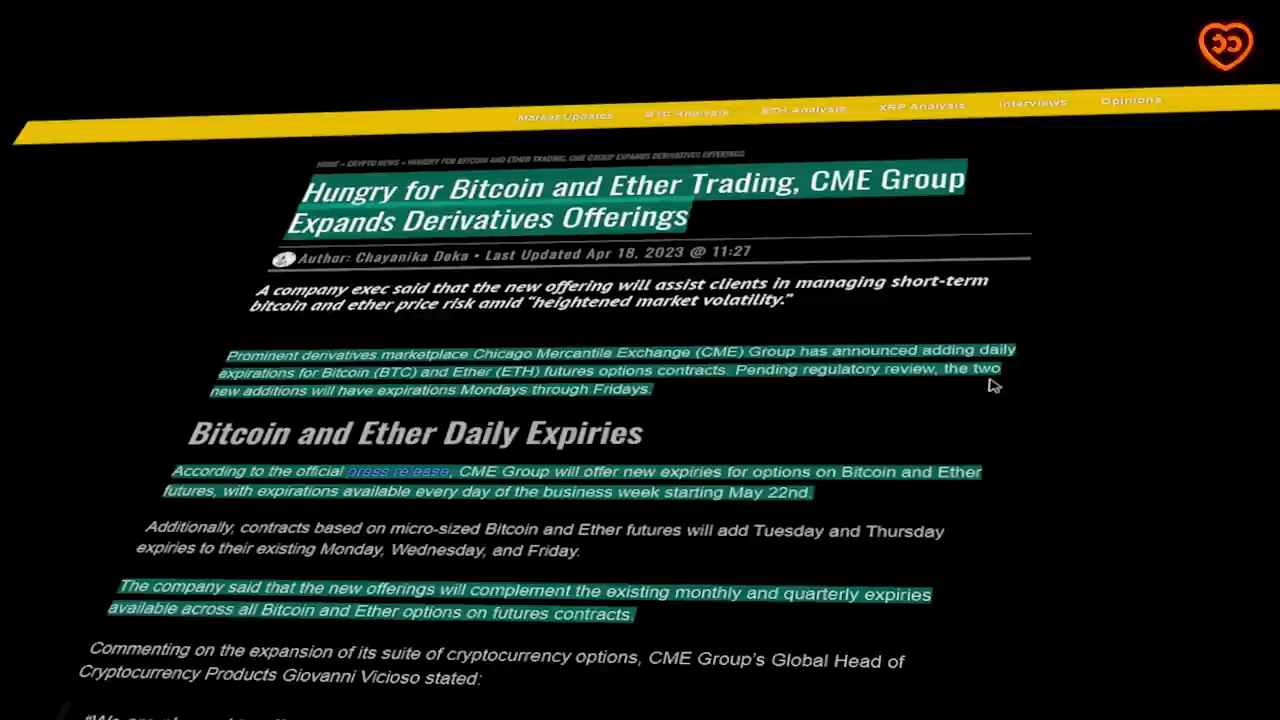 Market Updates BTC Analysis ETH Analysis XRP Analysis Interviews Opinions
HOME » CRYPTO NEWS » HUNGRY FOR BITCOIN AND ETHER TRADING, CME GROUP EXPANDS DERIVATIVES OFFERINGS
Hungry for Bitcoin and Ether Trading, CME Group
Expands Derivatives Offerings
Author: Chayanika Deka • Last Updated Apr 18, 2023 @ 11:27
A company exec said that the new offering will assist clients in managing short-term
bitcoin and ether price risk amid "heightened market volatility."
Prominent derivatives marketplace Chicago Mercantile Exchange (CME) Group has announced adding daily
expirations for Bitcoin (BTC) and Ether (ETH) futures options contracts. Pending regulatory review, the two
new additions will have expirations Mondays through Fridays.
Bitcoin and Ether Daily Expiries
According to the official press release, CME Group will offer new expiries for options on Bitcoin and Ether
futures, with expirations available every day of the business week starting May 22nd.
Additionally, contracts based on micro-sized Bitcoin and Ether futures will add Tuesday and Thursday
expiries to their existing Monday, Wednesday, and Friday.
The company said that the new offerings will complement the existing monthly and quarterly expiries
available across all Bitcoin and Ether options on futures contracts.
Commenting on the expansion of its suite of cryptocurrency options, CME Group's Global Head of
Cryptocurrency Products Giovanni Vicioso stated: